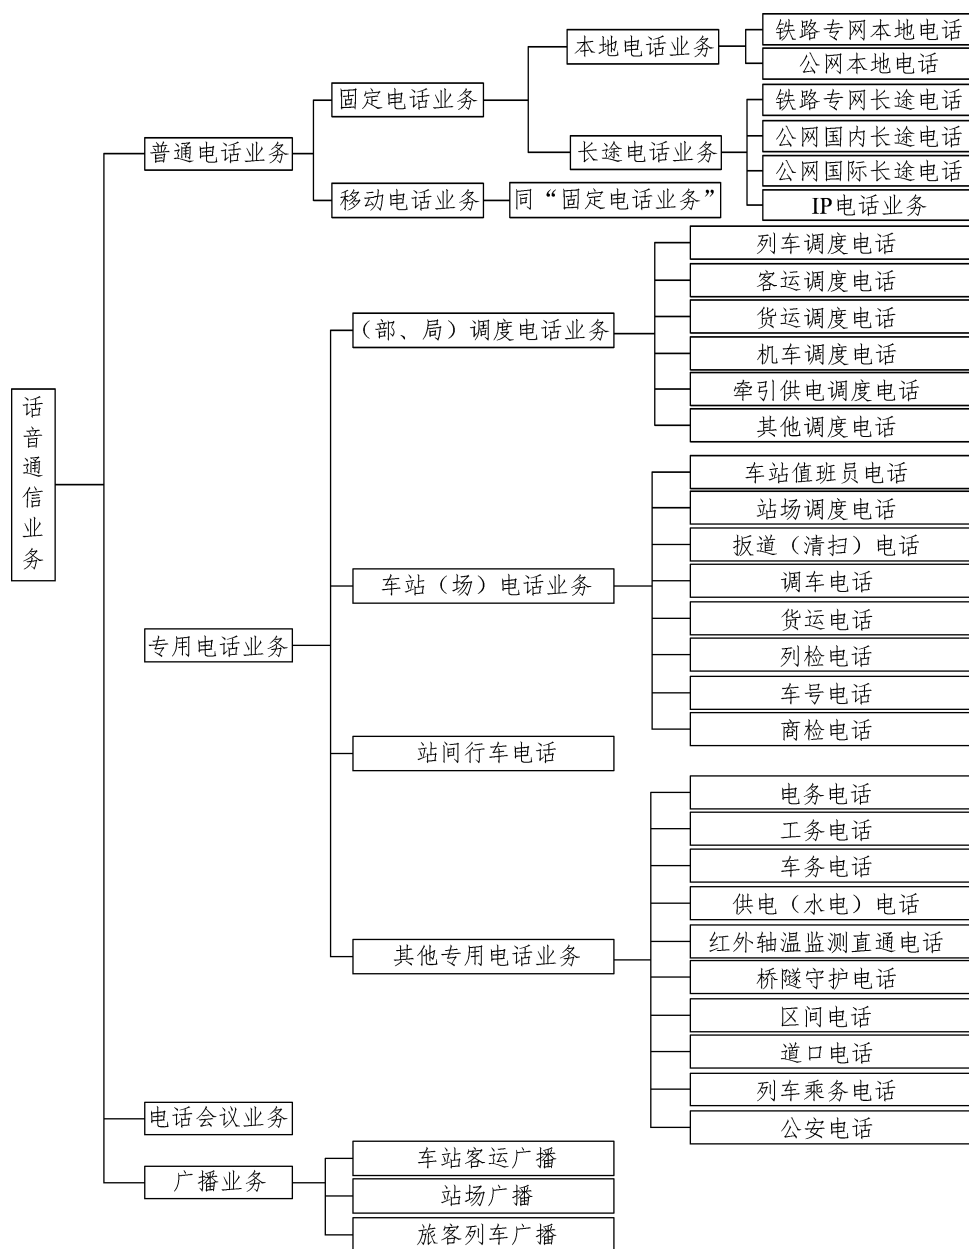 话音通信业务
普通电话业务
固定电话业务
本地电话业务
铁路专网本地电话
公网本地电话
长途电话业务
铁路专网长途电话
公网国内长途电话
公网国际长途电话
IP电话业务
移动电话业务
同“固定电话业务”
专用电话业务
（部、局）调度电话业务
列车调度电话
客运调度电话
货运调度电话
机车调度电话
牵引供电调度电话
其他调度电话
车站（场）电话业务
车站值班员电话
站场调度电话
扳道（清扫）电话
调车电话
货运电话
列检电话
车号电话
商检电话
站间行车电话
其他专用电话业务
电务电话
工务电话
车务电话
供电（水电）电话
红外轴温监测直通电话
桥隧守护电话
区间电话
道口电话
列车乘务电话
公安电话
电话会议业务
广播业务
车站客运广播
站场广播
旅客列车广播